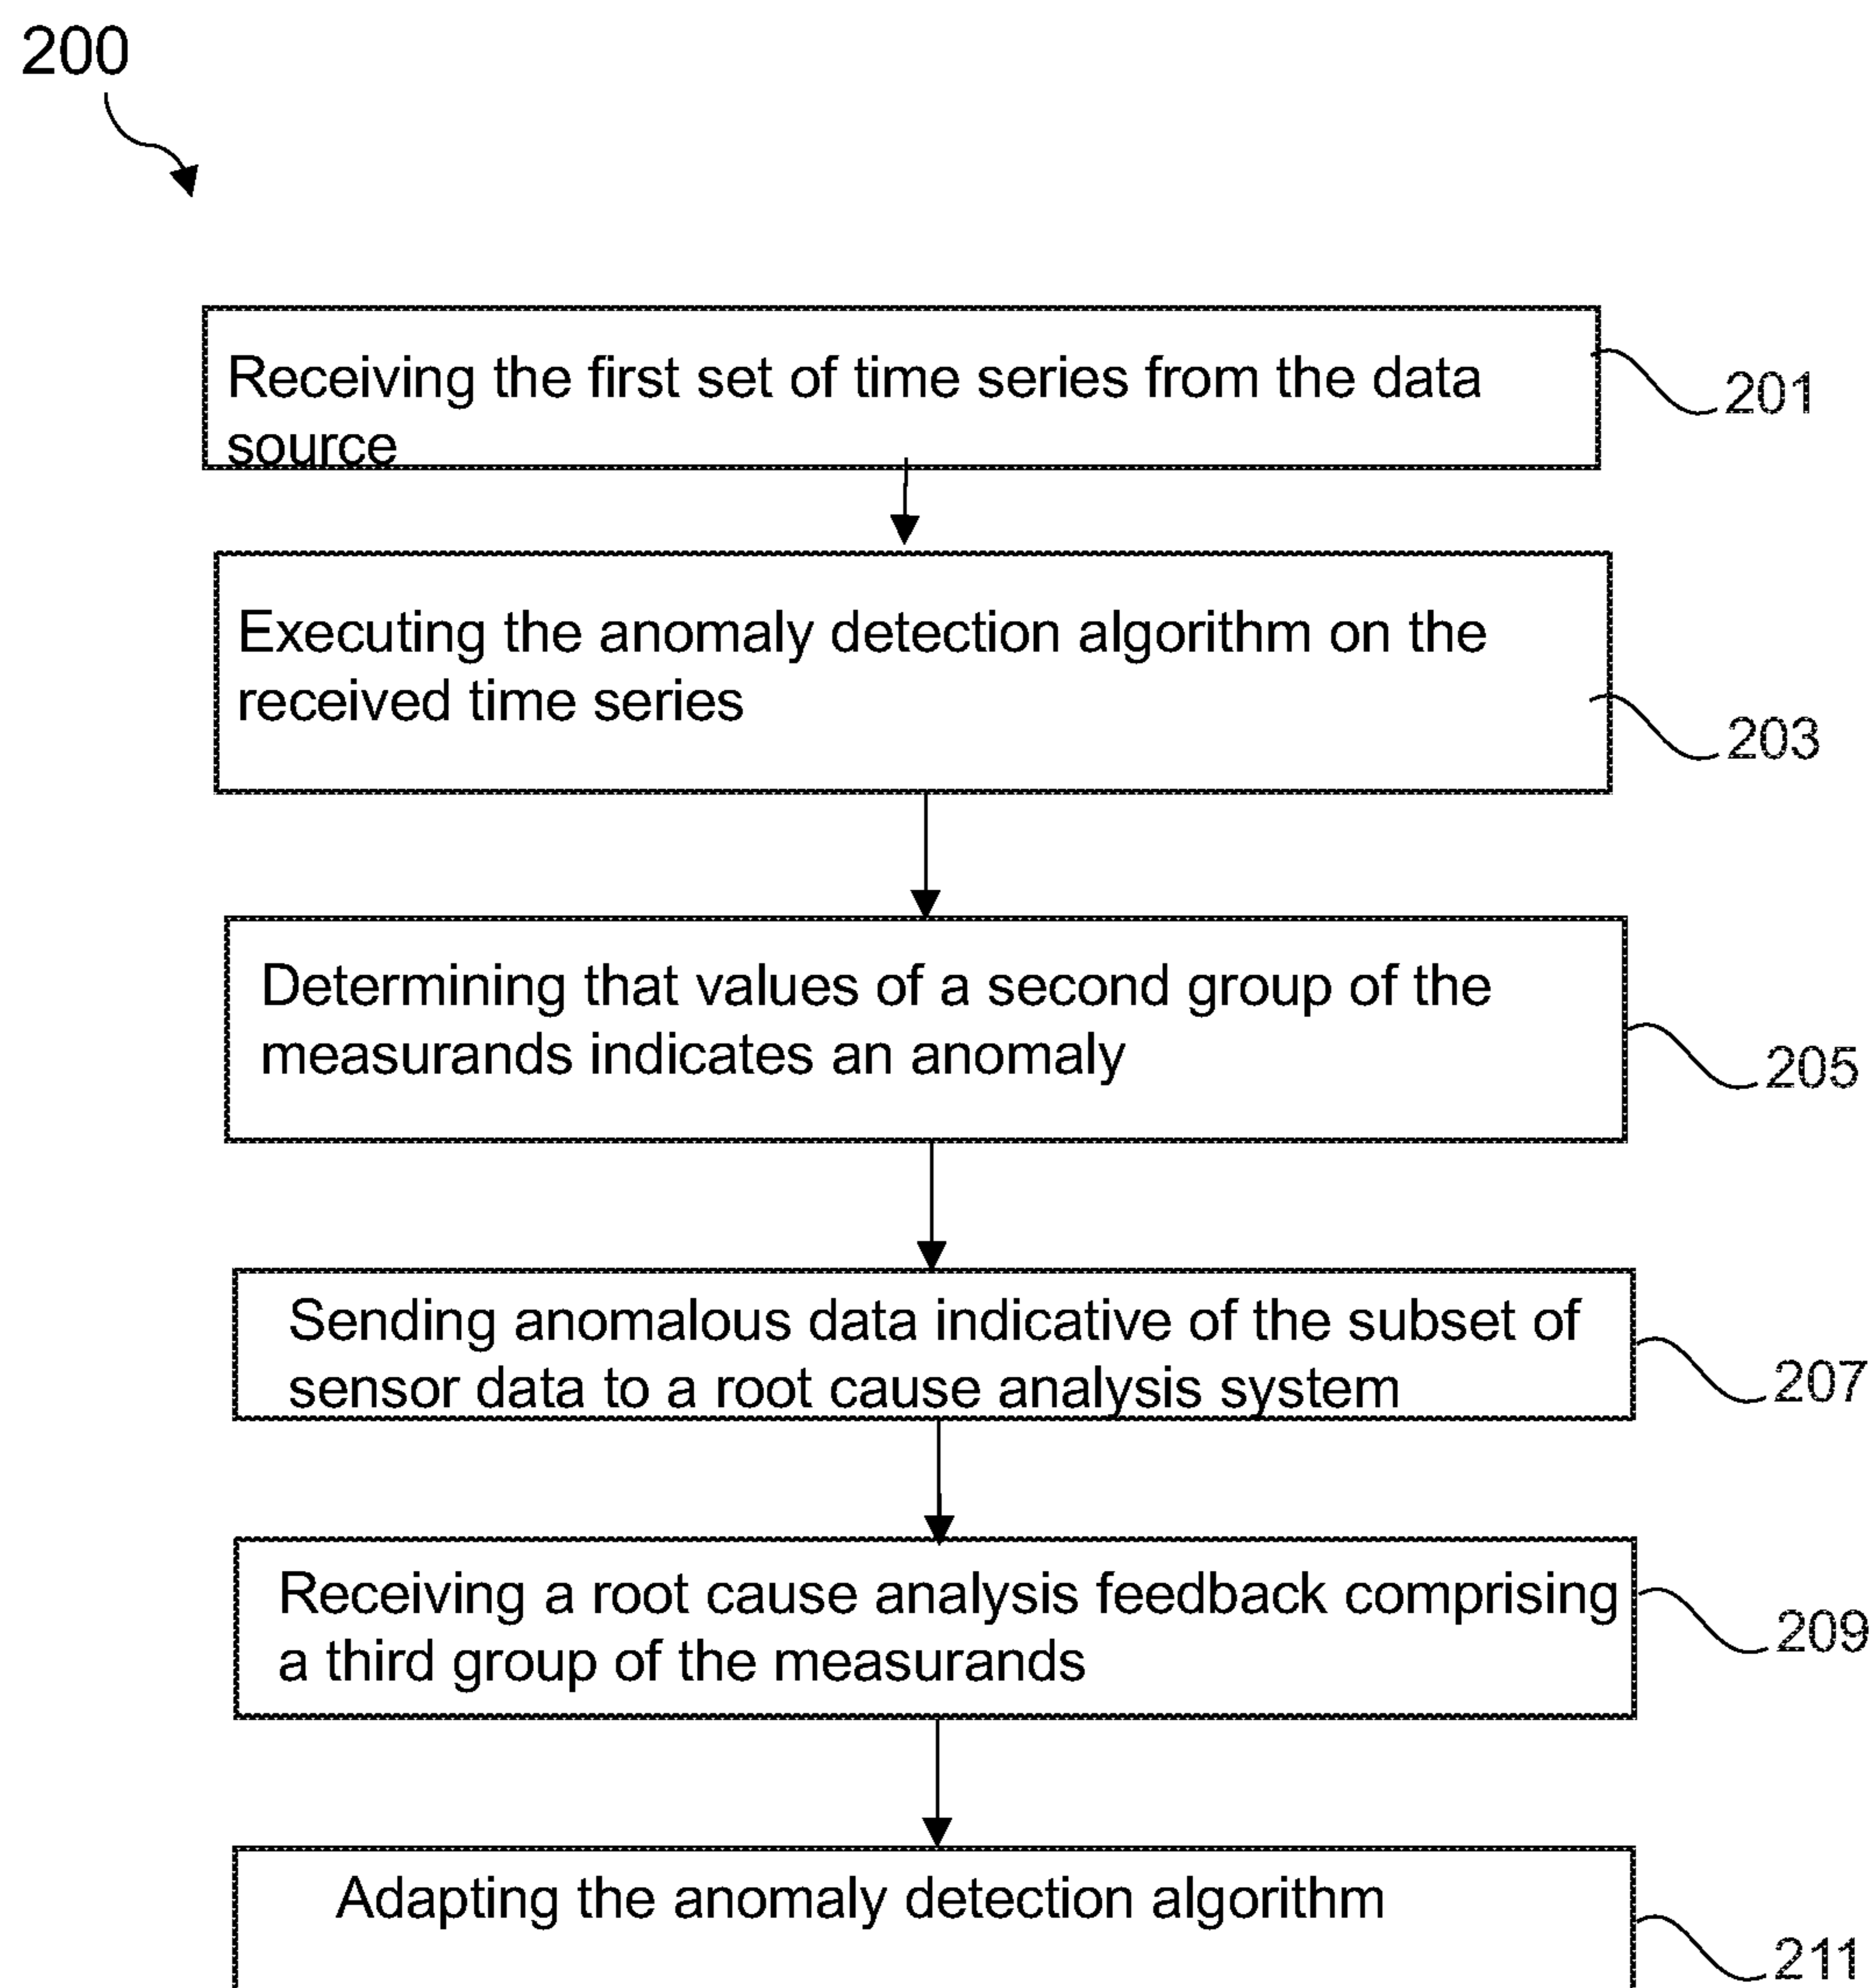 200
Receiving the first set of time series from the data
source
201
Executing the anomaly detection algorithm on the
received time series
203
Determining that values of a second group of the
measurands indicates an anomaly
205
Sending anomalous data indicative of the subset of
sensor data to a root cause analysis system
207
Receiving a root cause analysis feedback comprising
a third group of the measurands
209
Adapting the anomaly detection algorithm
211